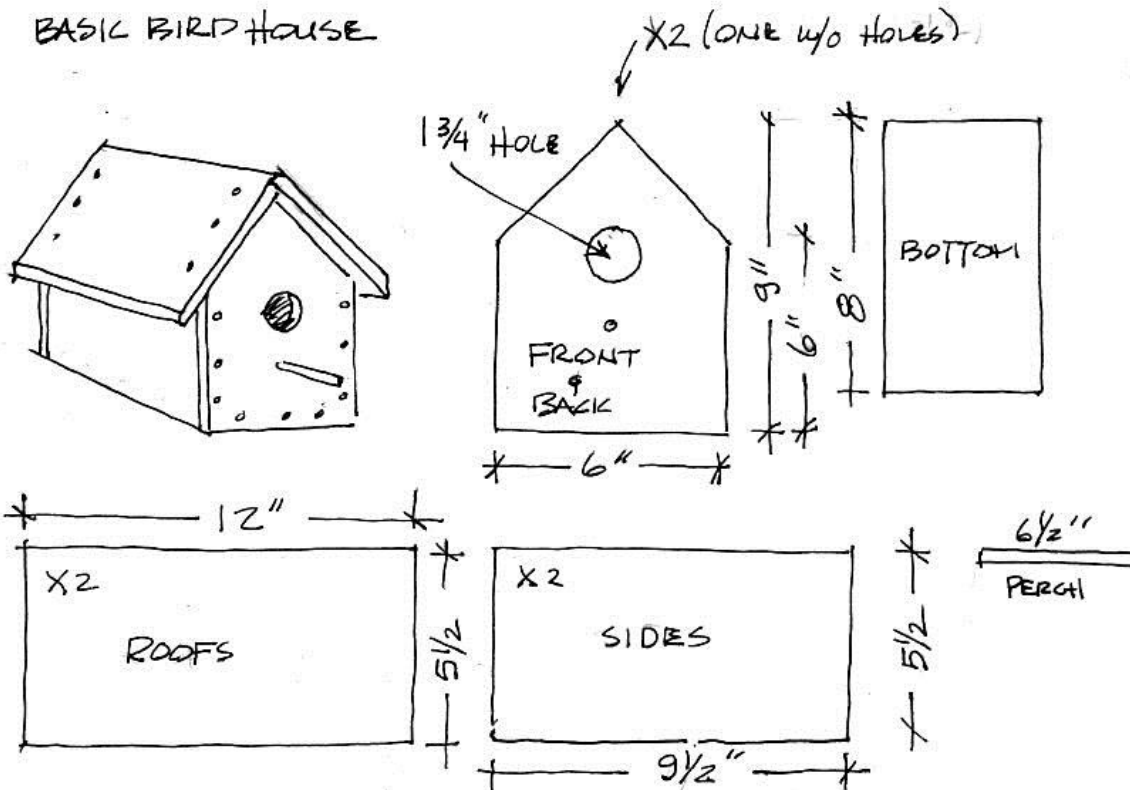 BASIC BIRD HOUSE
X2 (ONE W/O HOLES)
1 3/4" HOLE
FRONT
&
BACK
9"
6"
6"
8"
BOTTOM
12"
X2
ROOFS
5 1/2
X2
SIDES
9 1/2"
5 1/2
6 1/2"
PERCH